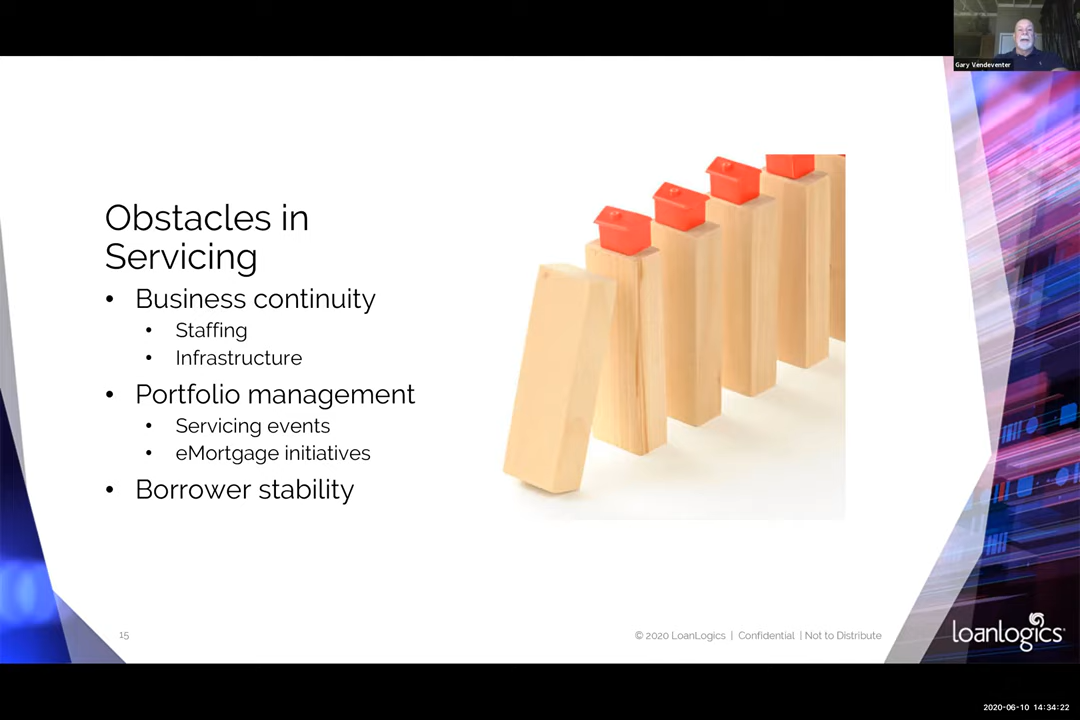 Gary Vendeventer
Obstacles in
Servicing
• Business continuity
• Staffing
• Infrastructure
• Portfolio management
• Servicing events
• eMortgage initiatives
• Borrower stability
15
© 2020 LoanLogics | Confidential | Not to Distribute
loanlogics
2020-06-10 14:34:22